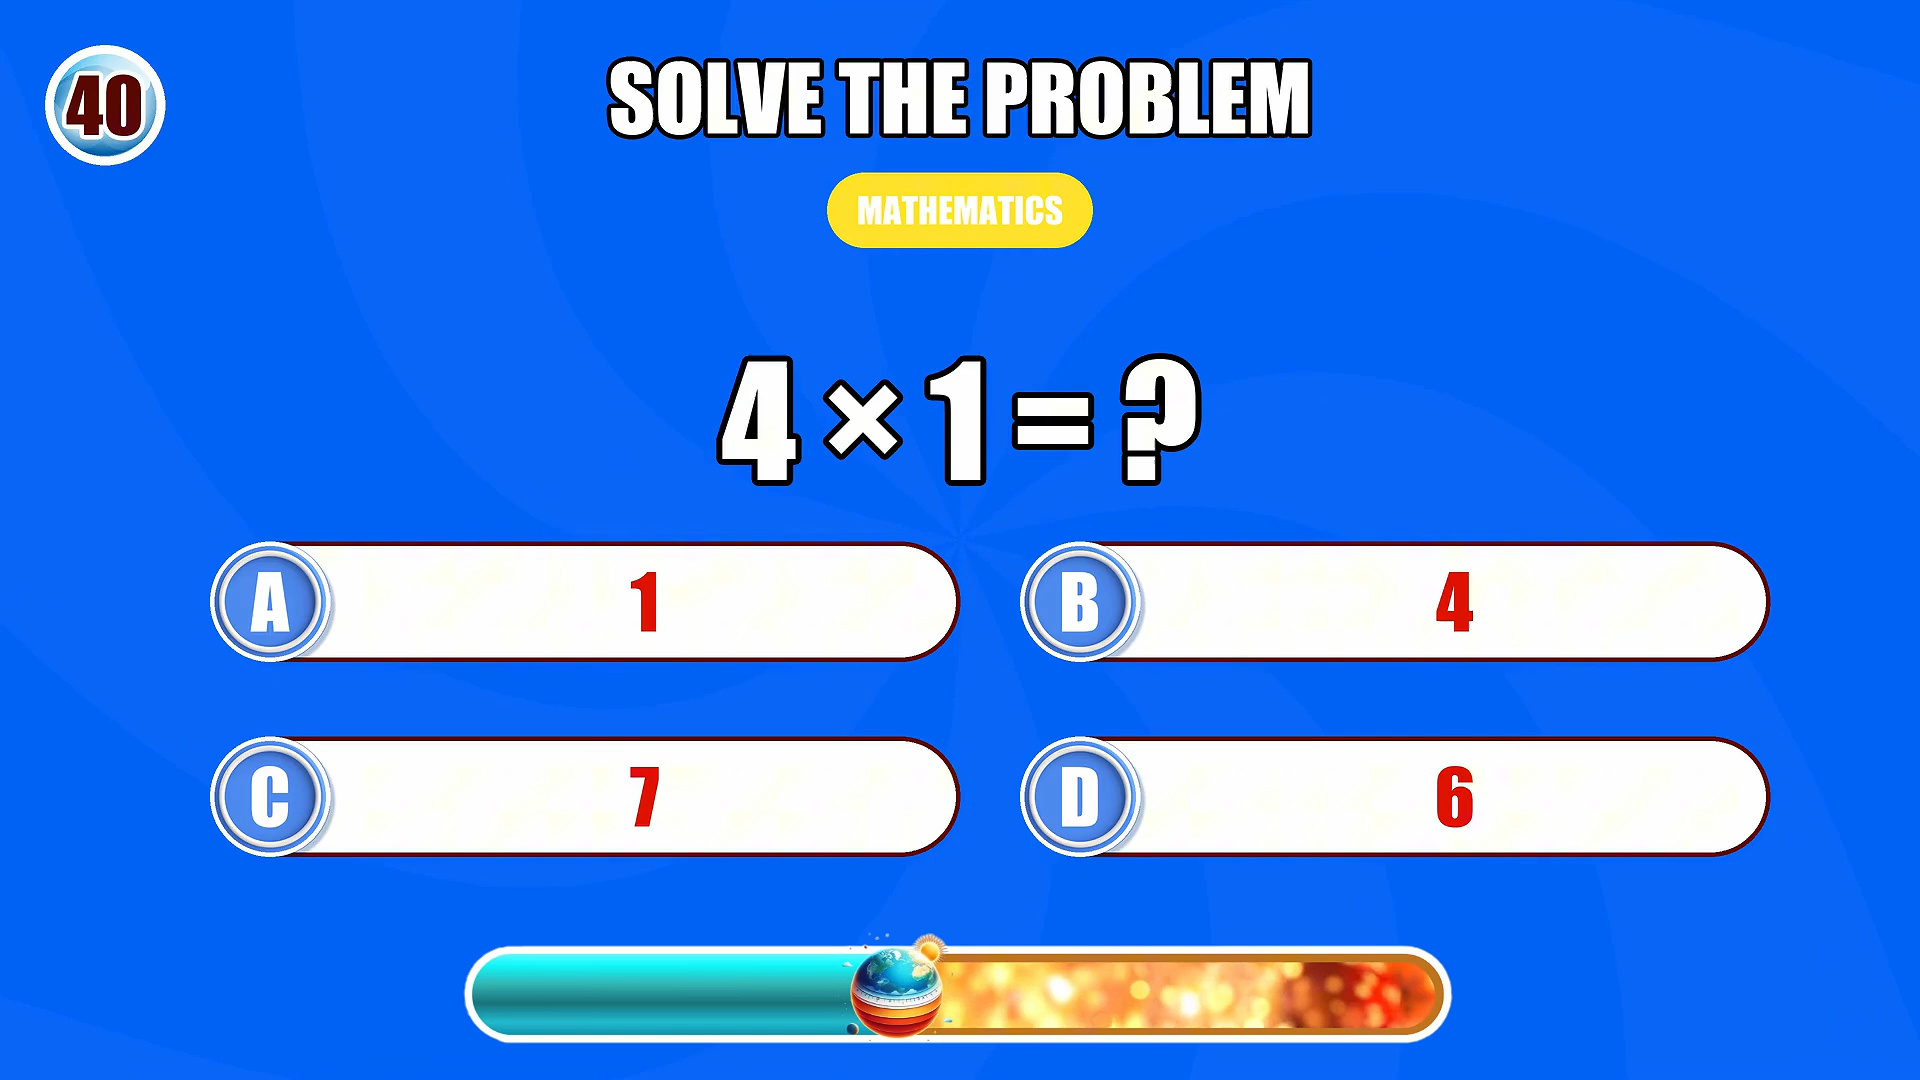 40
SOLVE THE PROBLEM
MATHEMATICS
4×1=?
A 1
B 4
C 7
D 6